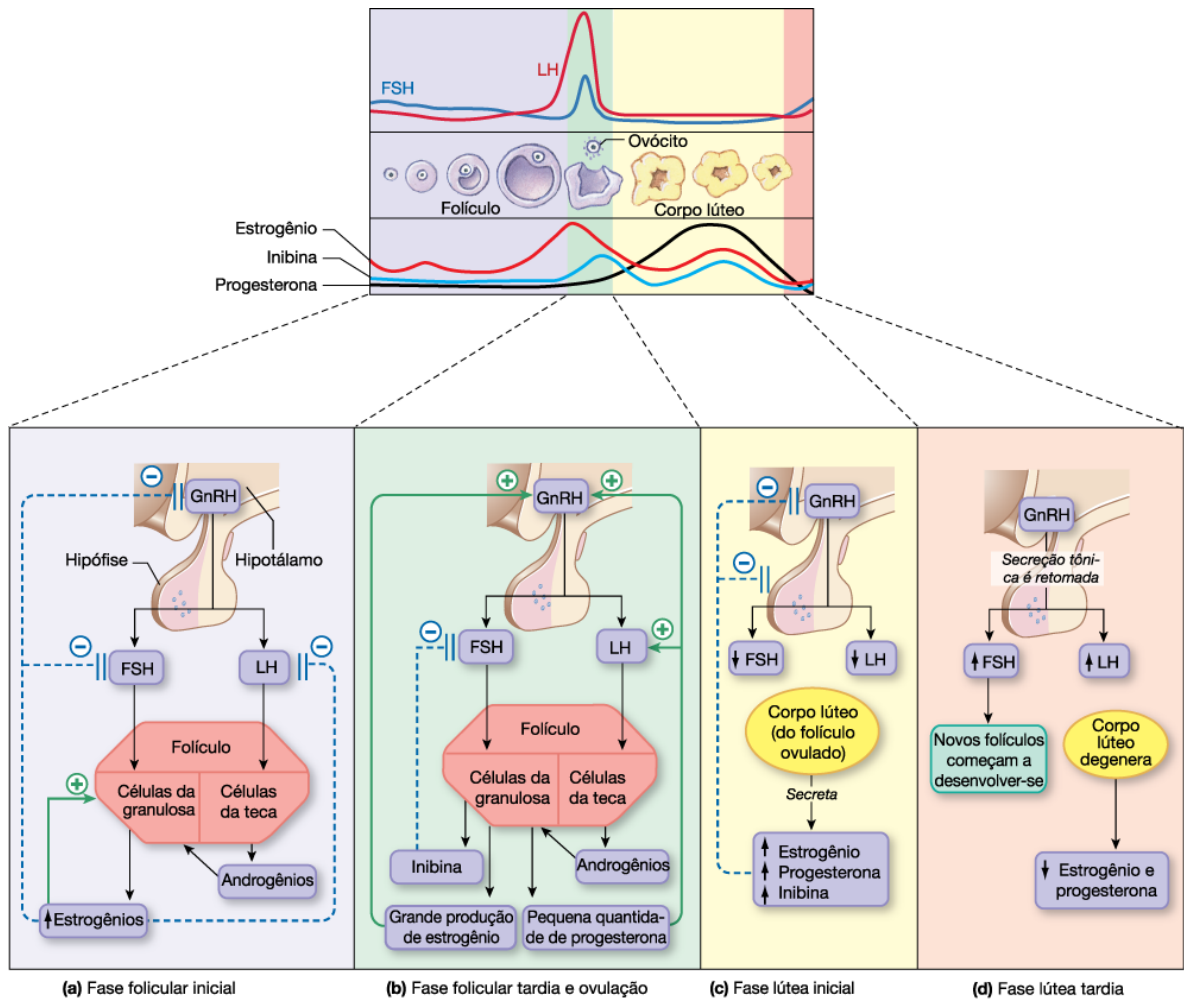 LH
FSH
Ovócito
Folículo
Corpo lúteo
Estrogênio
Inibina
Progesterona
−
GnRH
Hipófise
Hipotálamo
−
−
FSH
LH
Folículo
+
Células da
granulosa
Células
da teca
Androgênios
Estrogênios
(a) Fase folicular inicial
+
+
GnRH
−
+
FSH
LH
Folículo
Células da
granulosa
Células
da teca
Inibina
Androgênios
Grande produção
de estrogênio
Pequena quantida-
de de progesterona
(b) Fase folicular tardia e ovulação
−
GnRH
−
FSH
LH
Corpo lúteo
(do folículo
ovulado)
Secreta
Estrogênio
Progesterona
Inibina
(c) Fase lútea inicial
GnRH
Secreção tôni-
ca é retomada
FSH
LH
Novos folículos
começam a
desenvolver-se
Corpo
lúteo
degenera
Estrogênio e
progesterona
(d) Fase lútea tardia